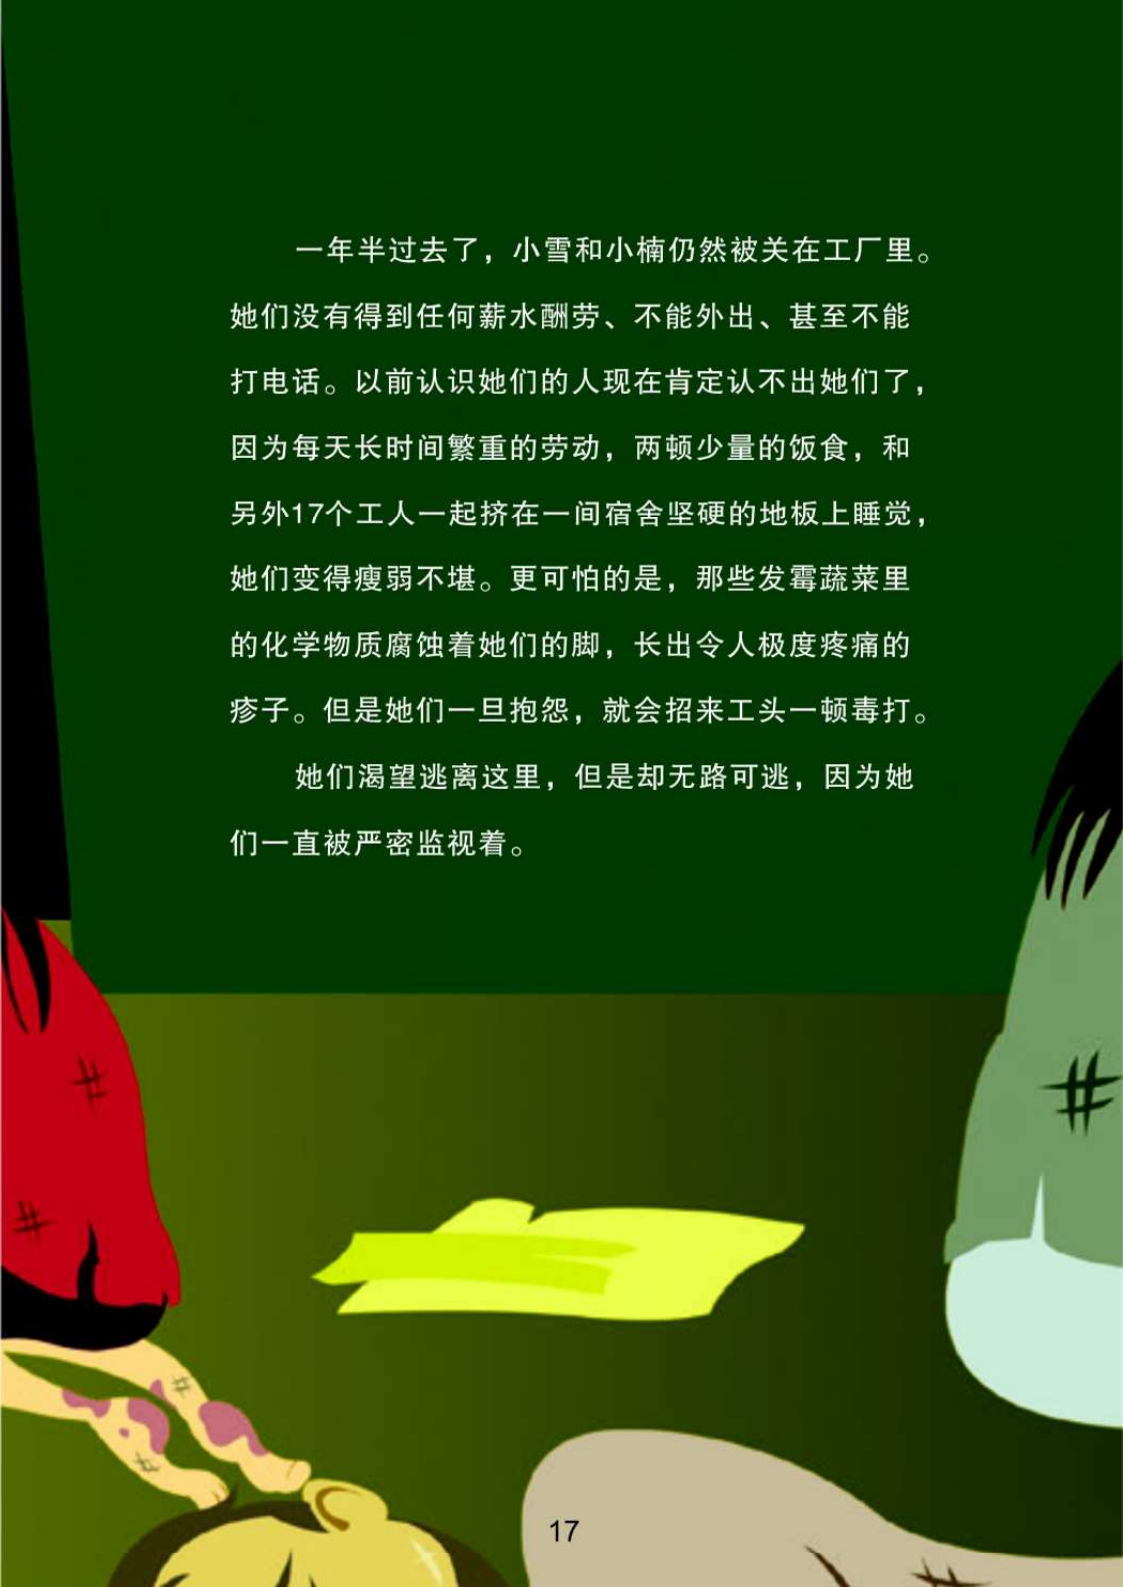 一年半过去了，小雪和小楠仍然被关在工厂里。
她们没有得到任何薪水酬劳、不能外出、甚至不能
打电话。以前认识她们的人现在肯定认不出她们了，
因为每天长时间繁重的劳动，两顿少量的饭食，和
另外17个工人一起挤在一间宿舍坚硬的地板上睡觉，
她们变得瘦弱不堪。更可怕的是，那些发霉蔬菜里
的化学物质腐蚀着她们的脚，长出令人极度疼痛的
疹子。但是她们一旦抱怨，就会招来工头一顿毒打。
她们渴望逃离这里，但是却无路可逃，因为她
们一直被严密监视着。
17